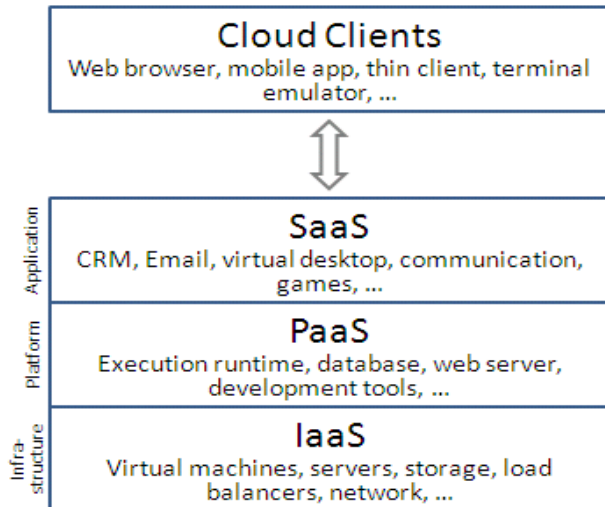 Cloud Clients
Web browser, mobile app, thin client, terminal
emulator, ...
Application
SaaS
CRM, Email, virtual desktop, communication,
games, ...
Platform
PaaS
Execution runtime, database, web server,
development tools, ...
Infra-
structure
IaaS
Virtual machines, servers, storage, load
balancers, network, ...